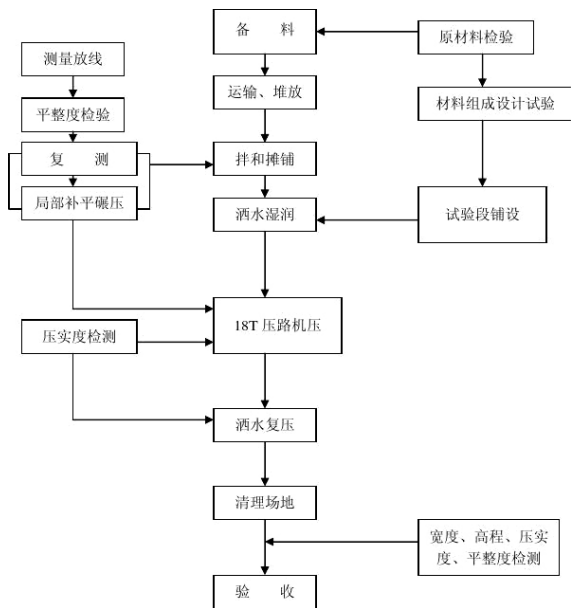 备 料
原材料检验
测量放线
运输、堆放
材料组成设计试验
平整度检验
复 测
拌和摊铺
局部补平碾压
洒水湿润
试验段铺设
18T 压路机压
压实度检测
洒水复压
清理场地
宽度、高程、压实
度、平整度检测
验 收